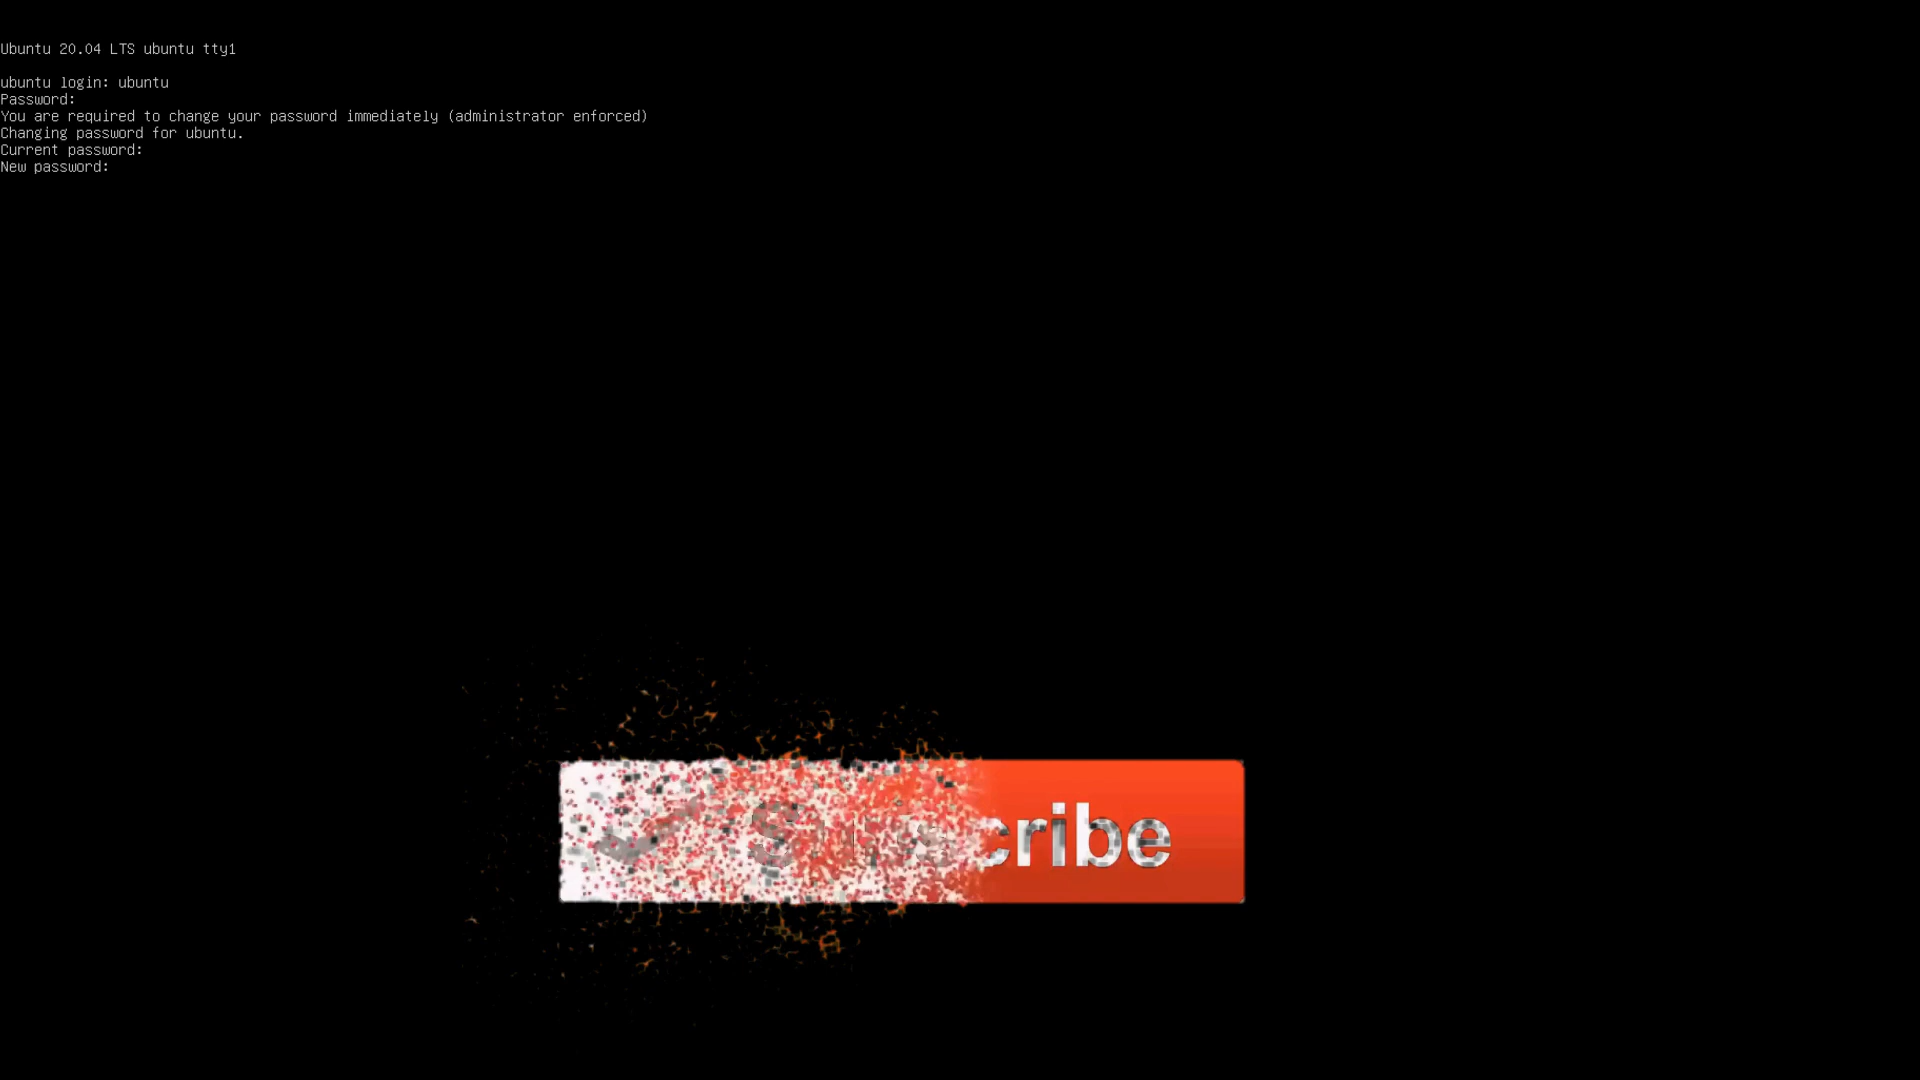 Ubuntu 20.04 LTS ubuntu tty1
ubuntu login: ubuntu
Password:
You are required to change your password immediately (administrator enforced)
Changing password for ubuntu.
Current password:
New password:
Subscribe